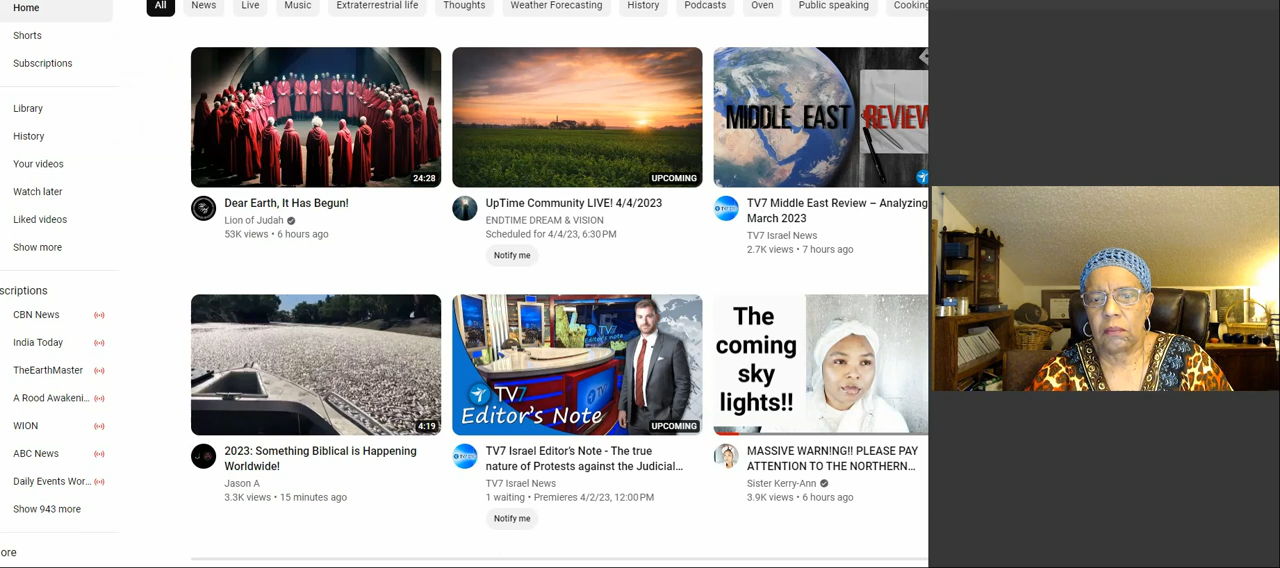 Home
All
News
Live
Music
Extraterrestrial life
Thoughts
Weather Forecasting
History
Podcasts
Oven
Public speaking
Cooking
Shorts
Subscriptions
Library
History
Your videos
Watch later
Liked videos
Show more
scriptions
CBN News
India Today
TheEarthMaster
A Rood Awakeni...
WION
ABC News
Daily Events Wor...
Show 943 more
ore
24:28
Dear Earth, It Has Begun!
Lion of Judah
53K views • 6 hours ago
UPCOMING
UpTime Community LIVE! 4/4/2023
ENDTIME DREAM & VISION
Scheduled for 4/4/23, 6:30 PM
Notify me
MIDDLE EAST REVIEW
TV7 Middle East Review – Analyzing
March 2023
TV7 Israel News
2.7K views • 7 hours ago
4:19
2023: Something Biblical is Happening
Worldwide!
Jason A
3.3K views • 15 minutes ago
TV7
Editor's Note
UPCOMING
TV7 Israel Editor's Note - The true
nature of Protests against the Judicial...
TV7 Israel News
1 waiting • Premieres 4/2/23, 12:00 PM
Notify me
The
coming
sky
lights!!
MASSIVE WARN!NG!! PLEASE PAY
ATTENTION TO THE NORTHERN...
Sister Kerry-Ann
3.9K views • 6 hours ago